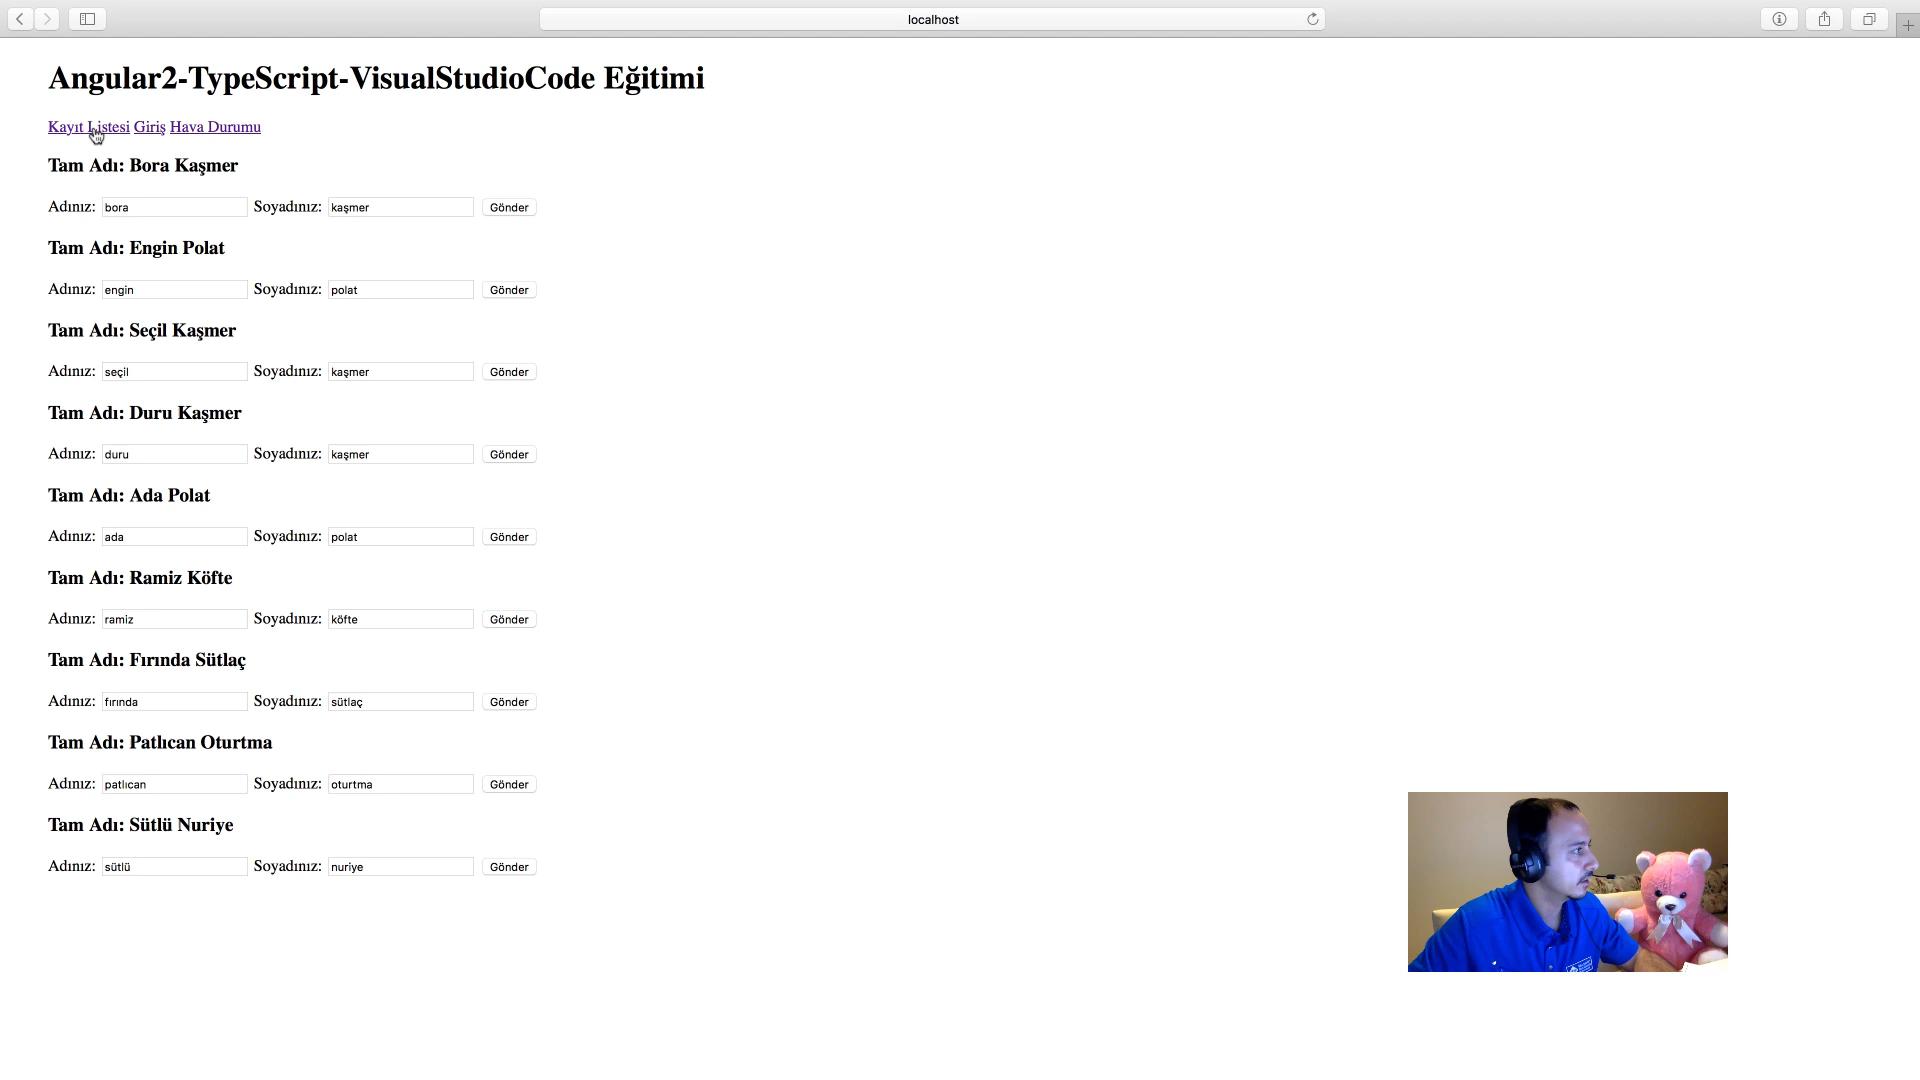 localhost
Angular2-TypeScript-VisualStudioCode Eğitimi
Kayıt Listesi Giriş Hava Durumu
Tam Adı: Bora Kaşmer
Adınız: bora Soyadınız: kaşmer Gönder
Tam Adı: Engin Polat
Adınız: engin Soyadınız: polat Gönder
Tam Adı: Seçil Kaşmer
Adınız: seçil Soyadınız: kaşmer Gönder
Tam Adı: Duru Kaşmer
Adınız: duru Soyadınız: kaşmer Gönder
Tam Adı: Ada Polat
Adınız: ada Soyadınız: polat Gönder
Tam Adı: Ramiz Köfte
Adınız: ramiz Soyadınız: köfte Gönder
Tam Adı: Fırında Sütlaç
Adınız: fırında Soyadınız: sütlaç Gönder
Tam Adı: Patlıcan Oturtma
Adınız: patlıcan Soyadınız: oturtma Gönder
Tam Adı: Sütlü Nuriye
Adınız: sütlü Soyadınız: nuriye Gönder